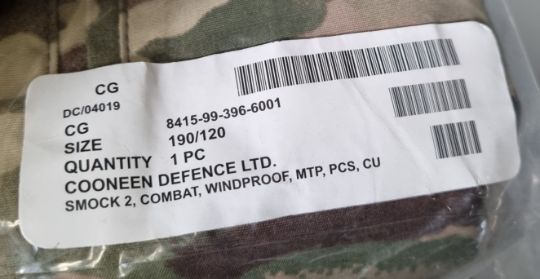 CG
DC/04019
CG 8415-99-396-6001
SIZE 190/120
QUANTITY 1 PC
COONEEN DEFENCE LTD.
SMOCK 2, COMBAT, WINDPROOF, MTP, PCS, CU